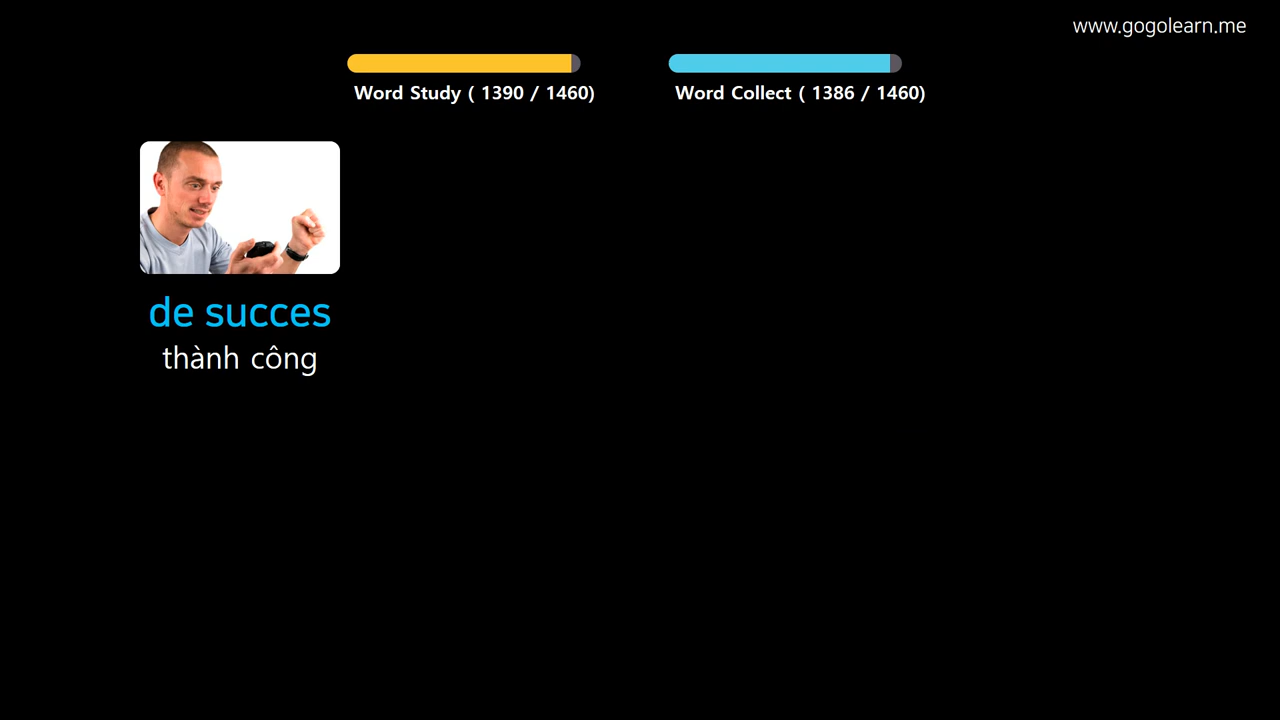 www.gogolearn.me
Word Study ( 1390 / 1460)
Word Collect ( 1386 / 1460)
de succes
thành công